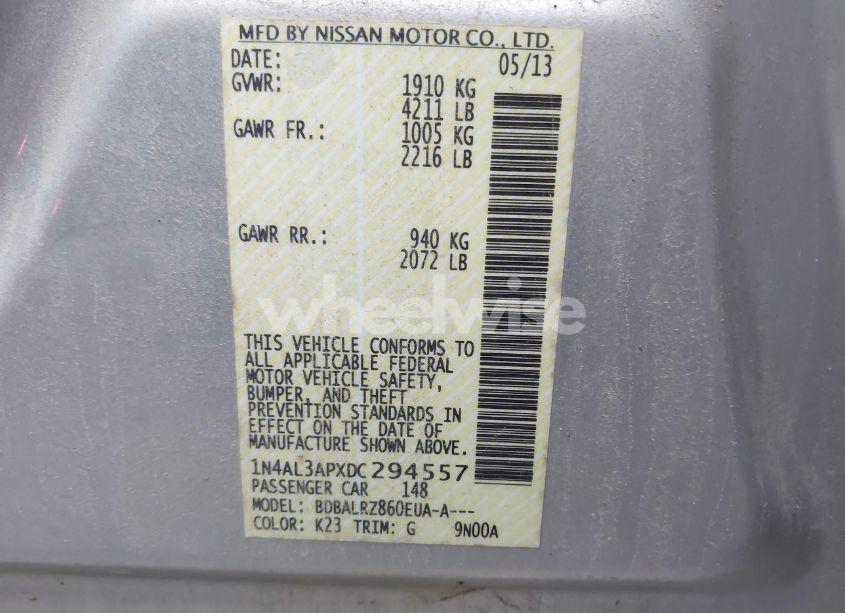 MFD BY NISSAN MOTOR CO., LTD.
DATE: 05/13
GVWR: 1910 KG
4211 LB
GAWR FR.: 1005 KG
2216 LB
GAWR RR.: 940 KG
2072 LB
wheelwise
THIS VEHICLE CONFORMS TO
ALL APPLICABLE FEDERAL
MOTOR VEHICLE SAFETY,
BUMPER, AND THEFT
PREVENTION STANDARDS IN
EFFECT ON THE DATE OF
MANUFACTURE SHOWN ABOVE.
1N4AL3APXDC294557
PASSENGER CAR 148
MODEL: BDBALRZ860EUA-A---
COLOR: K23 TRIM: G 9N00A